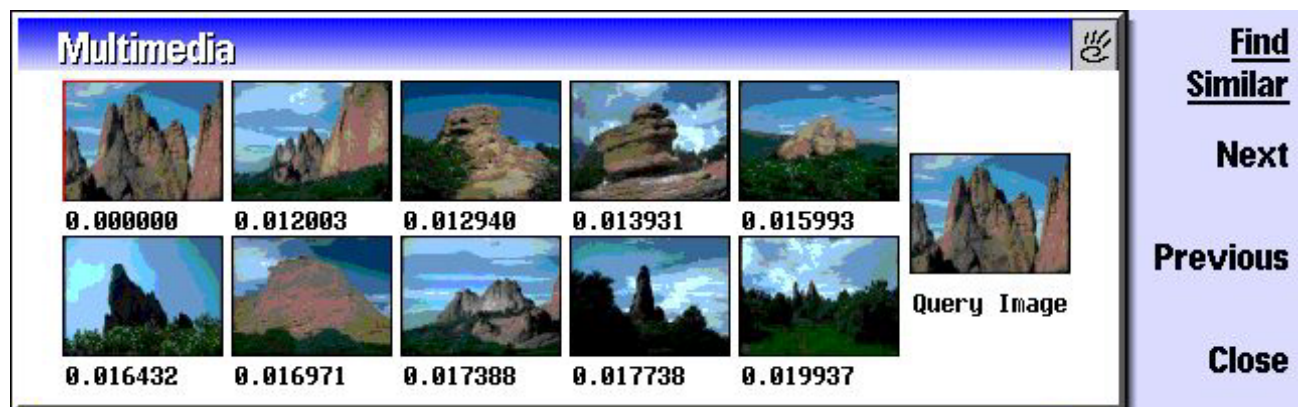 Multimedia
0.000000 0.012003 0.012940 0.013931 0.015993
0.016432 0.016971 0.017388 0.017738 0.019937
Query Image
Find
Similar
Next
Previous
Close